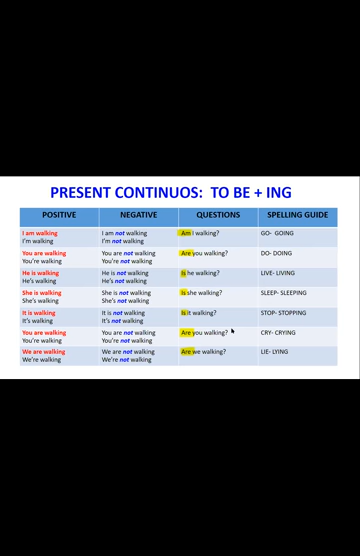 PRESENT CONTINUOS: TO BE + ING
POSITIVE NEGATIVE QUESTIONS SPELLING GUIDE
I am walking I am not walking Am I walking? GO- GOING
I'm walking I'm not walking
You are walking You are not walking Are you walking? DO- DOING
You're walking You're not walking
He is walking He is not walking Is he walking? LIVE- LIVING
He's walking He's not walking
She is walking She is not walking Is she walking? SLEEP- SLEEPING
She's walking She's not walking
It is walking It is not walking Is it walking? STOP- STOPPING
It's walking It's not walking
You are walking You are not walking Are you walking? CRY- CRYING
You're walking You're not walking
We are walking We are not walking Are we walking? LIE- LYING
We're walking We're not walking